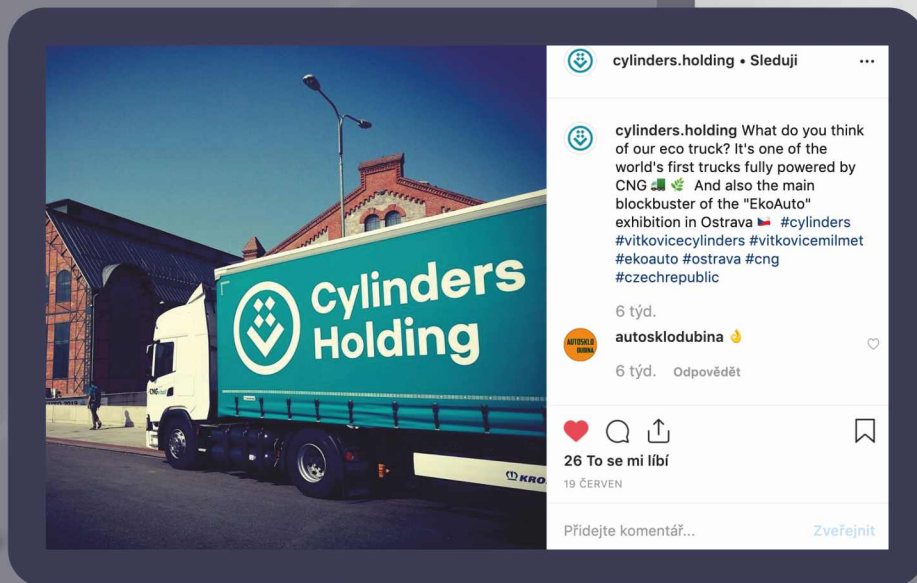 cylinders.holding • Sleduji
cylinders.holding What do you think
of our eco truck? It's one of the
world's first trucks fully powered by
CNG 🚛 🌿 And also the main
blockbuster of the "EkoAuto"
exhibition in Ostrava 🇨🇿 #cylinders
#vitkovicecylinders #vitkovicemilmet
#ekoauto #ostrava #cng
#czechrepublic
6 týd.
AUTOSKLO
DUBINA
autosklodubina 👌
6 týd. Odpovědět
26 To se mi líbí
19 ČERVEN
Přidejte komentář... Zveřejnit
Cylinders
Holding
CNG
KRO